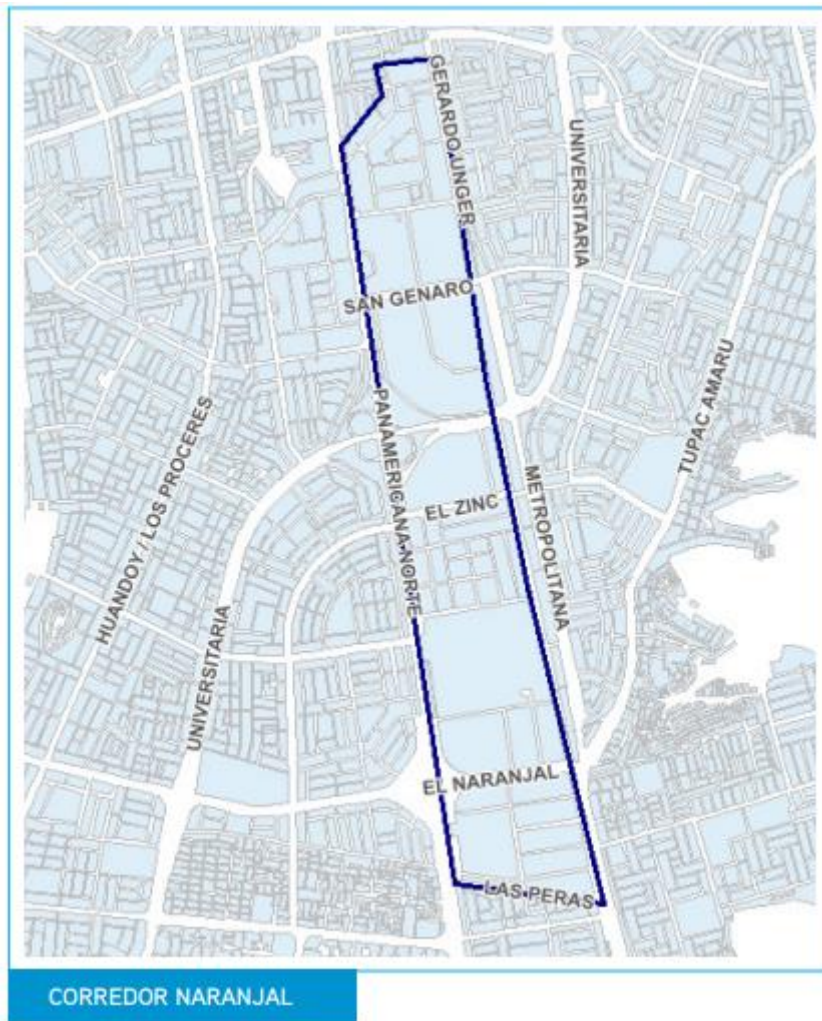 GERARDO UNGER
UNIVERSITARIA
SAN GENARO
TUPAC AMARU
PANAMERICANA NORTE
HUANDOY / LOS PROCERES
EL ZINC
METROPOLITANA
UNIVERSITARIA
EL NARANJAL
LAS PERAS
CORREDOR NARANJAL